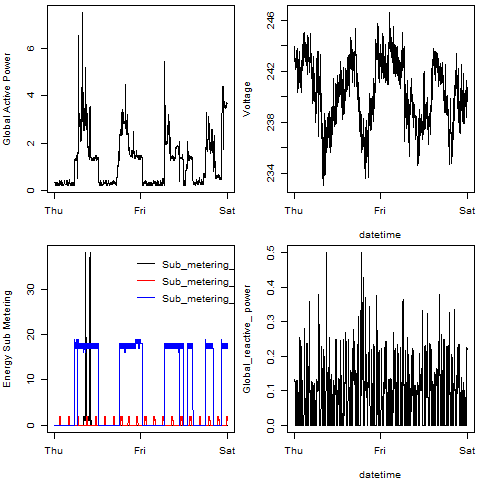 Global Active Power
0
2
4
6
Thu
Fri
Sat
Voltage
234
238
242
246
Thu
Fri
Sat
datetime
Energy Sub Metering
0
10
20
30
Sub_metering_
Sub_metering_
Sub_metering_
Thu
Fri
Sat
Global_reactive_ power
0.0
0.1
0.2
0.3
0.4
0.5
Thu
Fri
Sat
datetime